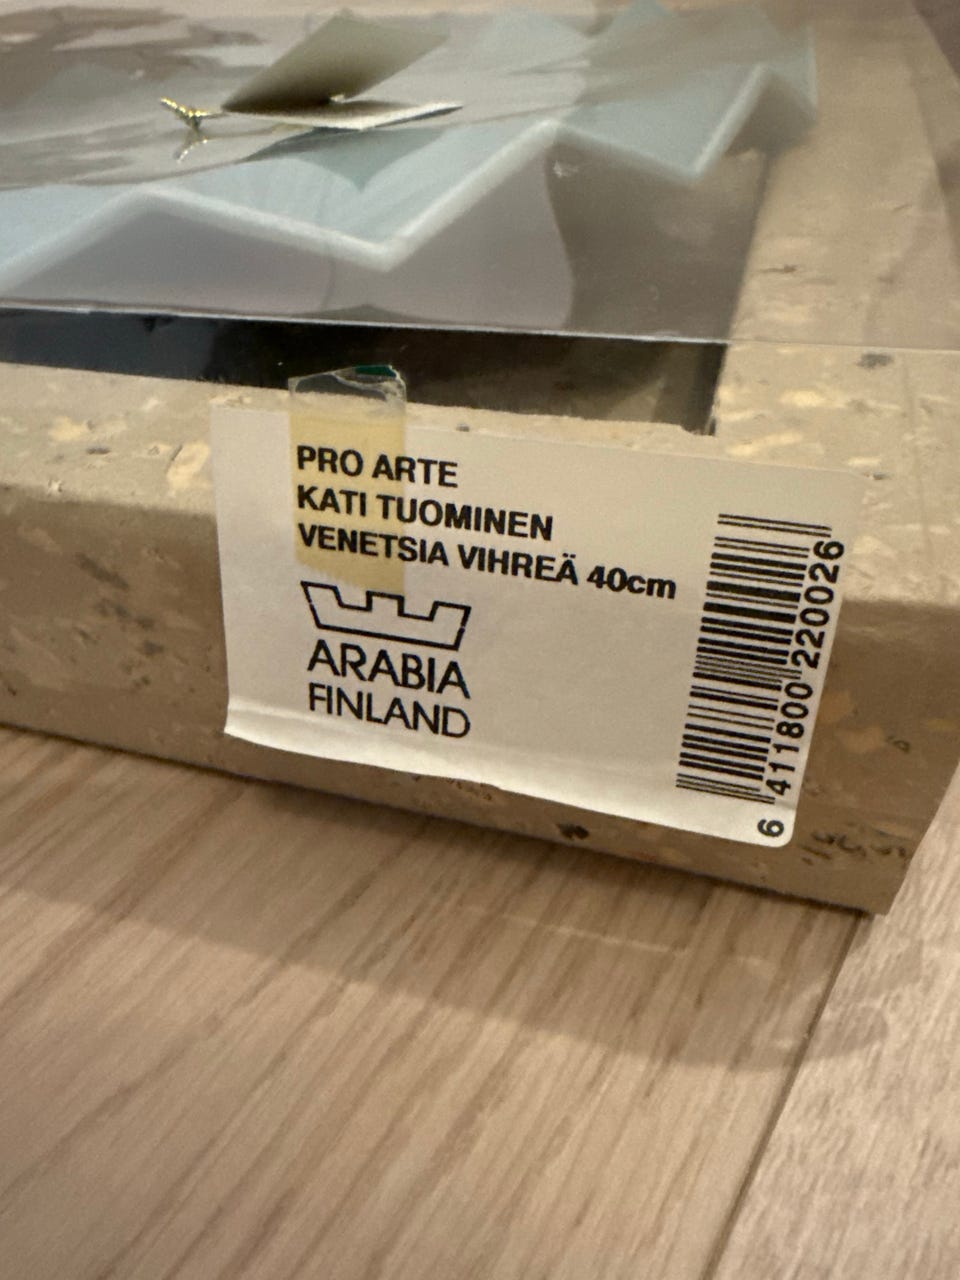 PRO ARTE
KATI TUOMINEN
VENETSIA VIHREÄ 40cm
ARABIA
FINLAND
6 411800 220026